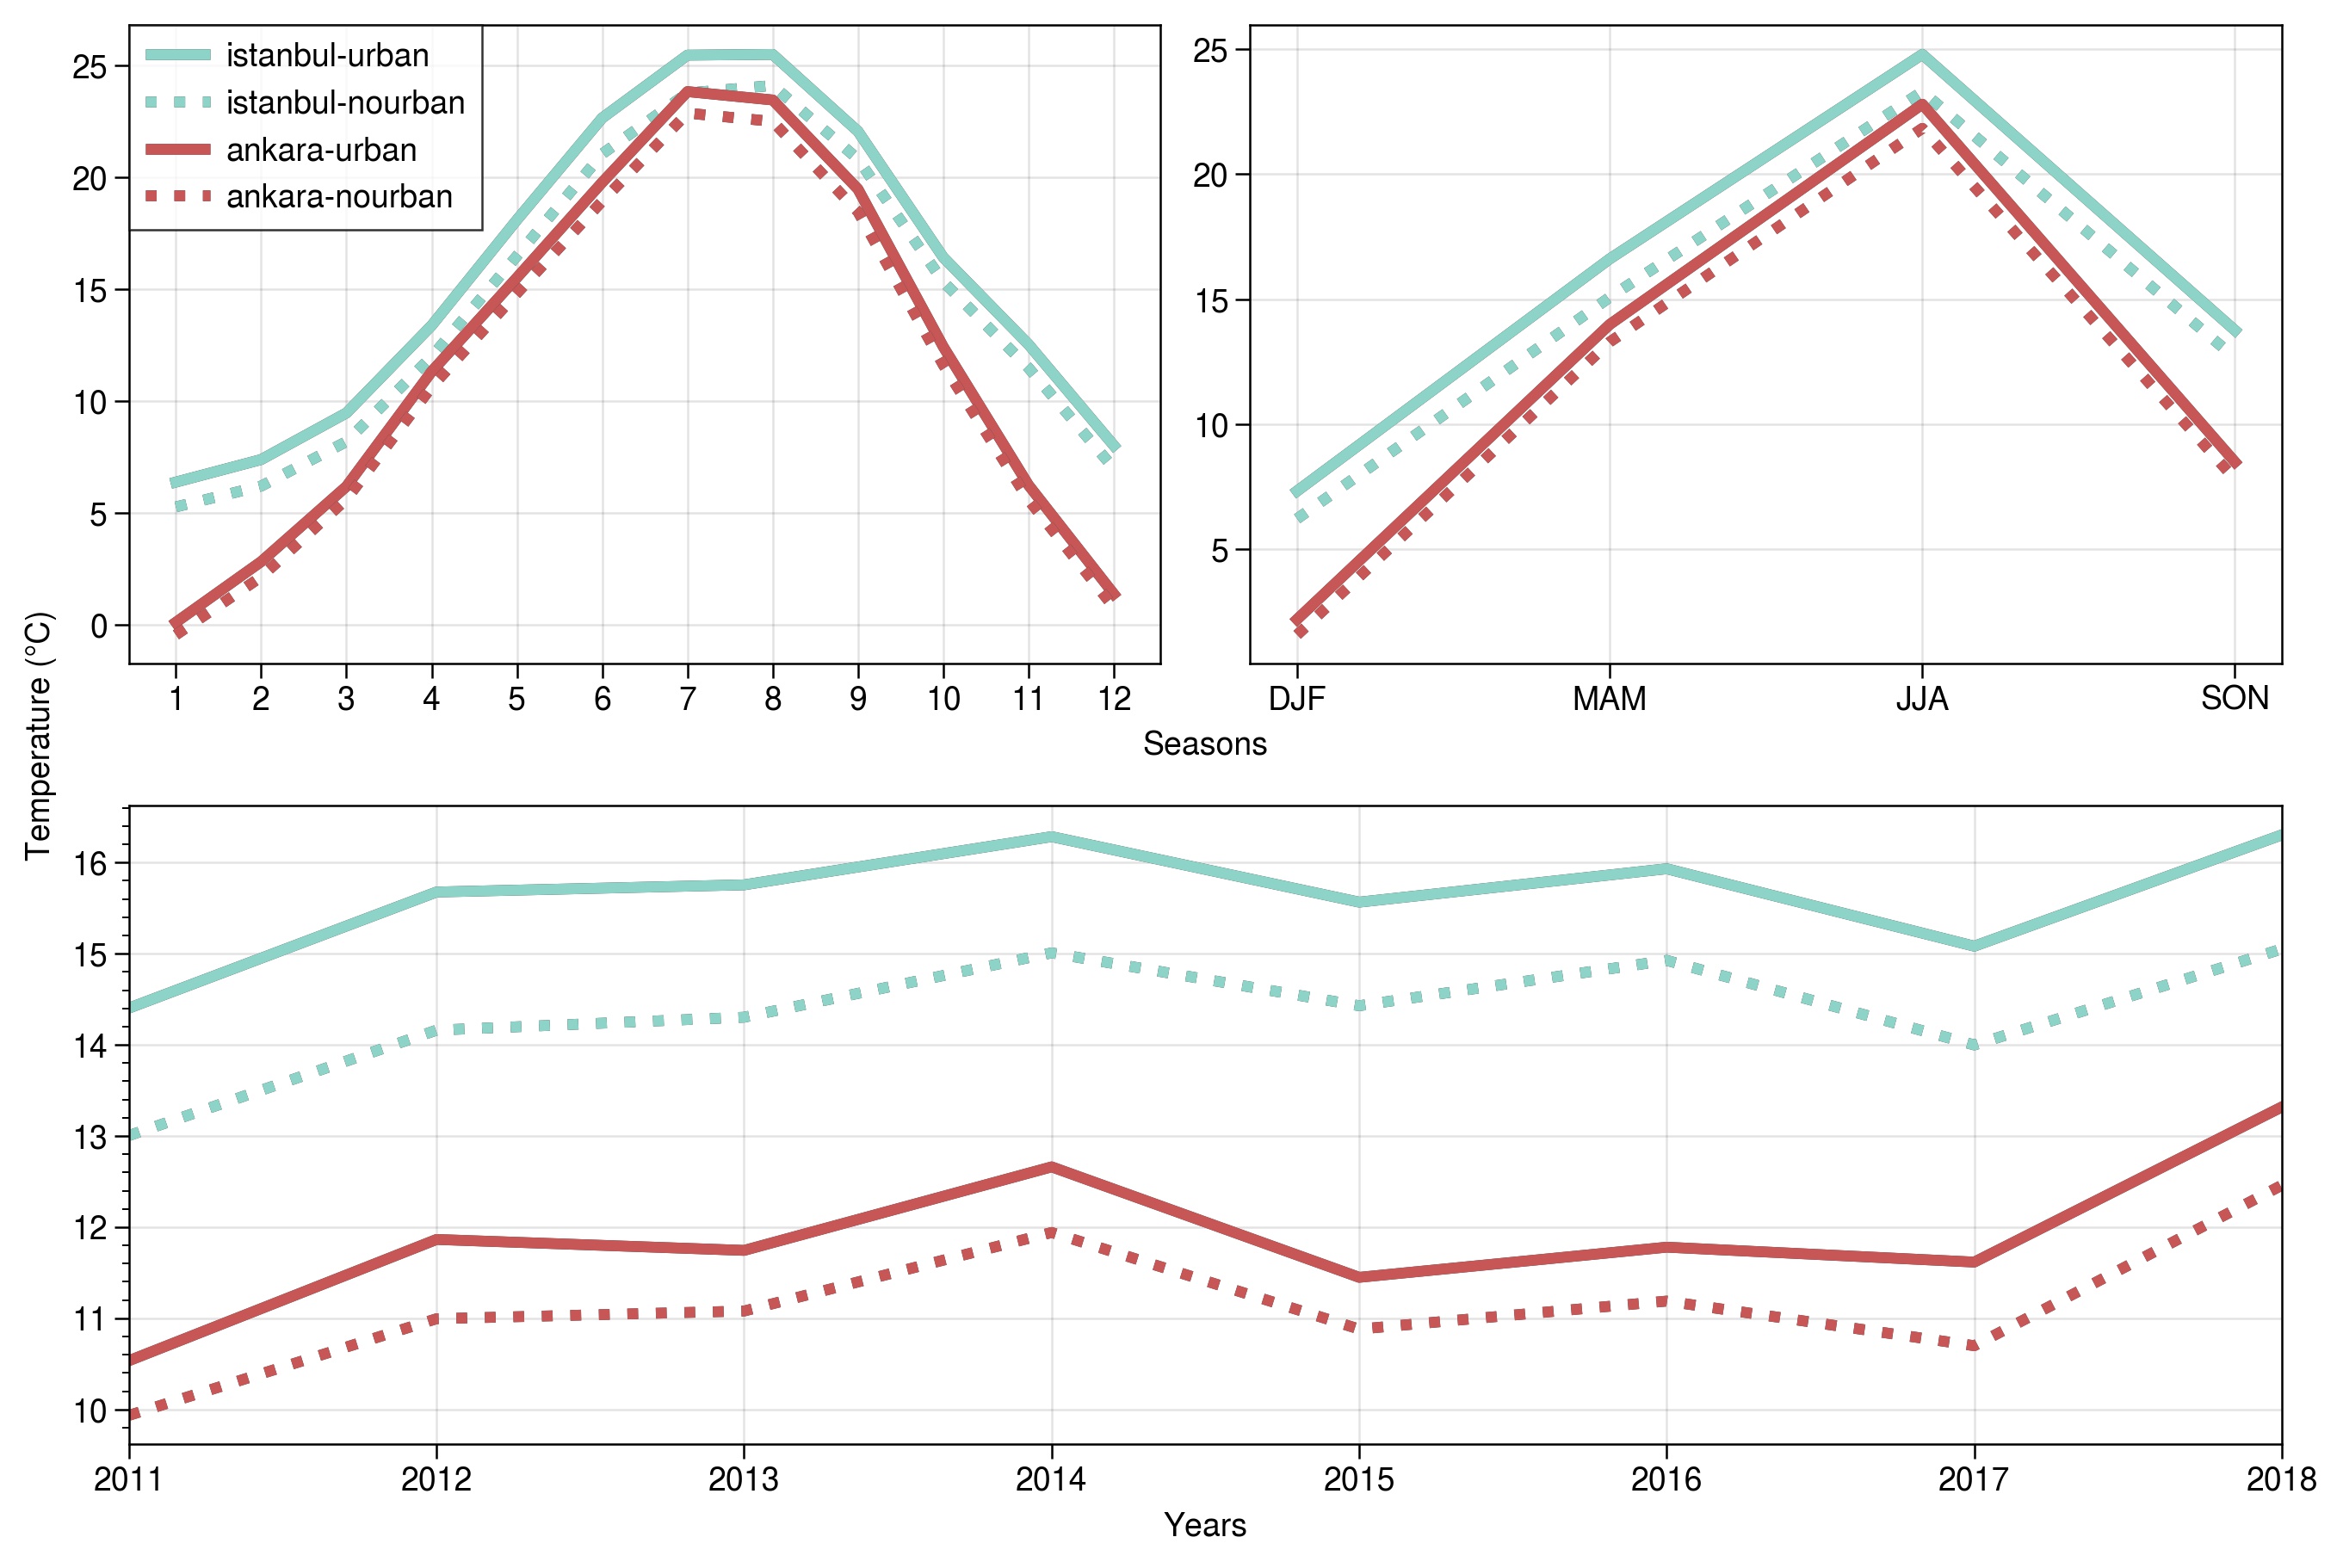 istanbul-urban
istanbul-nourban
ankara-urban
ankara-nourban
25
20
15
10
5
0
1 2 3 4 5 6 7 8 9 10 11 12
25
20
15
10
5
DJF MAM JJA SON
Seasons
Temperature (°C)
16
15
14
13
12
11
10
2011 2012 2013 2014 2015 2016 2017 2018
Years